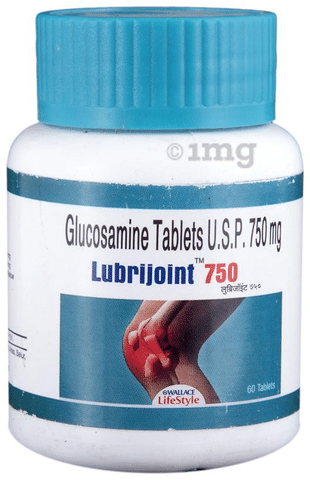 ©1mg
Glucosamine Tablets U.S.P. 750 mg
Lubrijoint™ 750
लुब्रिजॉइंट ७५०
60 Tablets
WALLACE
LifeStyle